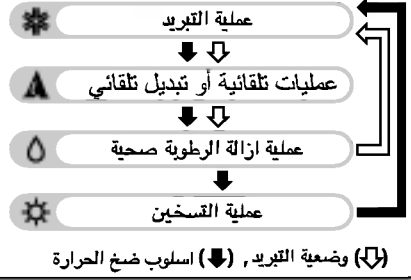 عملية التبريد
عمليات تلقائية أو تبديل تلقائي
عملية ازالة الرطوبة صحية
عملية التسخين
(⇩) وضعية التبريد , (⬇) اسلوب ضخ الحرارة